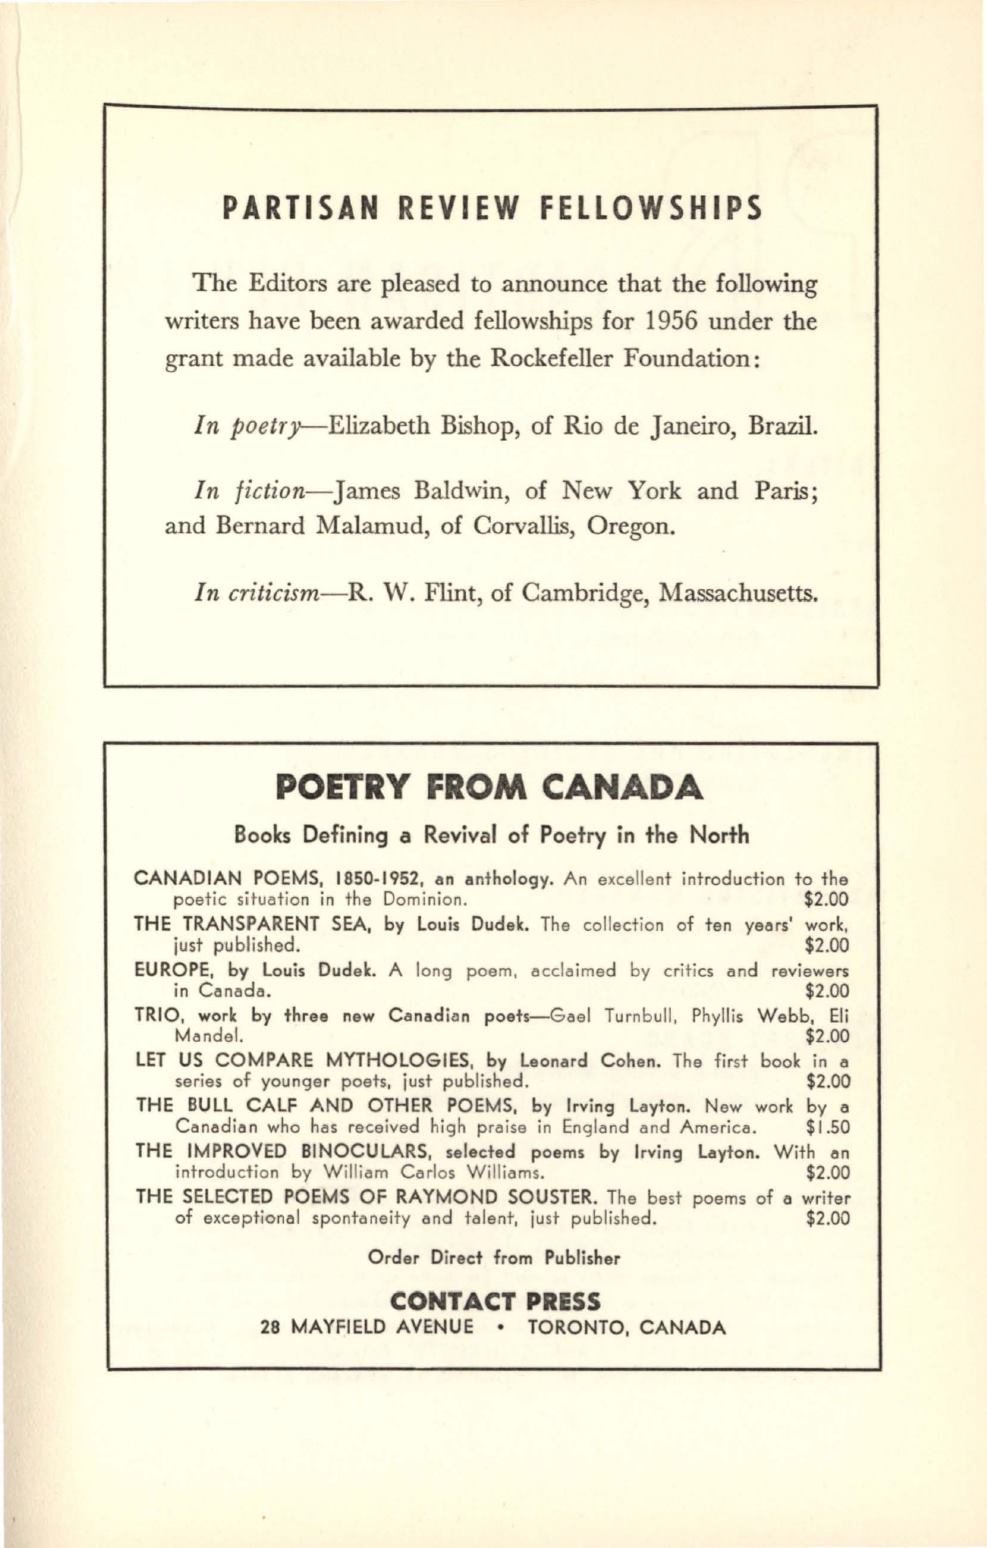 PARTISAN REVIEW FELLOWSHIPS
The Editors are pleased to announce that the following
writers have been awarded fellowships for 1956 under the
grant made available by the Rockefeller Foundation:
In poetry—Elizabeth Bishop, of Rio de Janeiro, Brazil.
In fiction—James Baldwin, of New York and Paris;
and Bernard Malamud, of Corvallis, Oregon.
In criticism—R. W. Flint, of Cambridge, Massachusetts.
POETRY FROM CANADA
Books Defining a Revival of Poetry in the North
CANADIAN POEMS, 1850-1952, an anthology. An excellent introduction to the
poetic situation in the Dominion. $2.00
THE TRANSPARENT SEA, by Louis Dudek. The collection of ten years' work,
just published. $2.00
EUROPE, by Louis Dudek. A long poem, acclaimed by critics and reviewers
in Canada. $2.00
TRIO, work by three new Canadian poets—Gael Turnbull, Phyllis Webb, Eli
Mandel. $2.00
LET US COMPARE MYTHOLOGIES, by Leonard Cohen. The first book in a
series of younger poets, just published. $2.00
THE BULL CALF AND OTHER POEMS, by Irving Layton. New work by a
Canadian who has received high praise in England and America. $1.50
THE IMPROVED BINOCULARS, selected poems by Irving Layton. With an
introduction by William Carlos Williams. $2.00
THE SELECTED POEMS OF RAYMOND SOUSTER. The best poems of a writer
of exceptional spontaneity and talent, just published. $2.00
Order Direct from Publisher
CONTACT PRESS
28 MAYFIELD AVENUE • TORONTO, CANADA